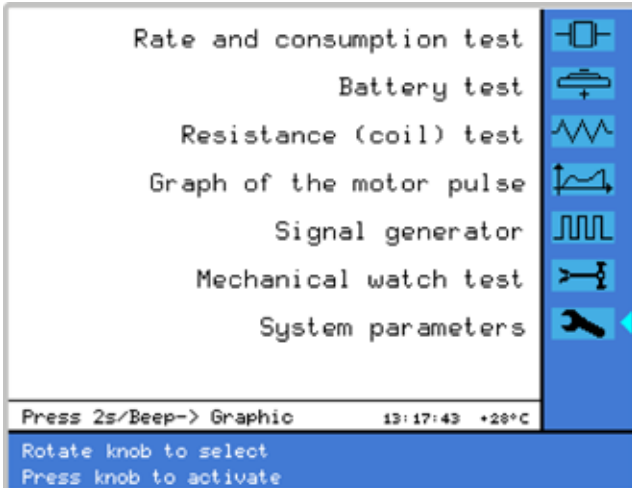 Rate and consumption test
Battery test
Resistance (coil) test
Graph of the motor pulse
Signal generator
Mechanical watch test
System parameters
Press 2s/Beep-> Graphic 13:17:43 +28°C
Rotate knob to select
Press knob to activate